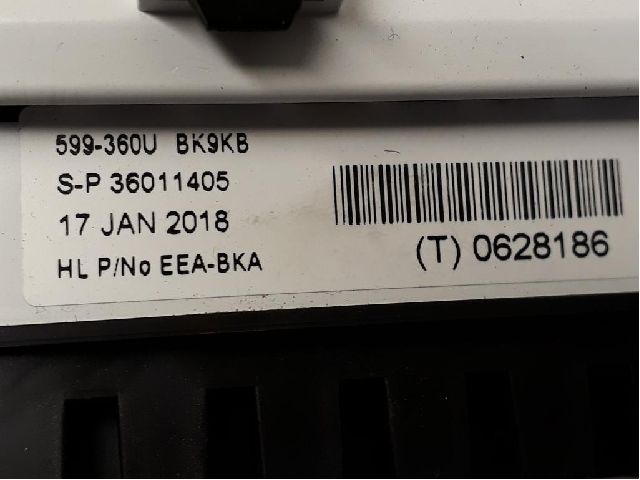 599-360U BK9KB
S-P 36011405
17 JAN 2018
HL P/No EEA-BKA
(T) 0628186